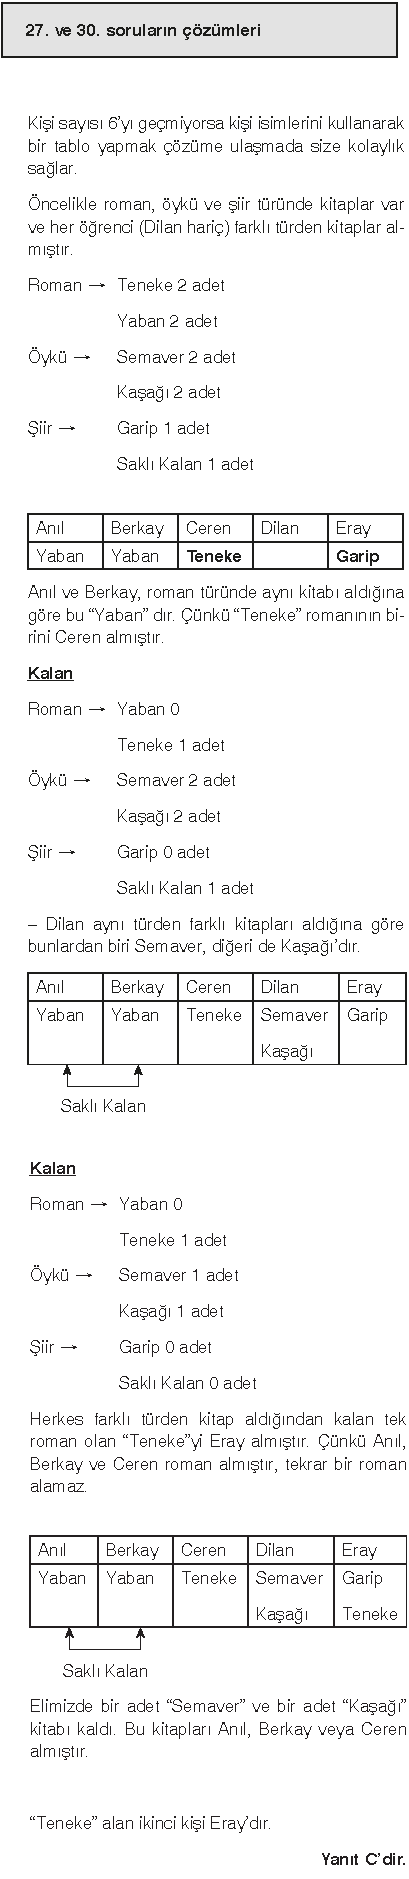 27. ve 30. soruların çözümleri
Kişi sayısı 6'yı geçmiyorsa kişi isimlerini kullanarak
bir tablo yapmak çözüme ulaşmada size kolaylık
sağlar.
Öncelikle roman, öykü ve şiir türünde kitaplar var
ve her öğrenci (Dilan hariç) farklı türden kitaplar al-
mıştır.
Roman → Teneke 2 adet
Yaban 2 adet
Öykü → Semaver 2 adet
Kaşağı 2 adet
Şiir → Garip 1 adet
Saklı Kalan 1 adet
Anıl Berkay Ceren Dilan Eray
Yaban Yaban Teneke Garip
Anıl ve Berkay, roman türünde aynı kitabı aldığına
göre bu “Yaban” dır. Çünkü “Teneke” romanının bi-
rini Ceren almıştır.
Kalan
Roman → Yaban 0
Teneke 1 adet
Öykü → Semaver 2 adet
Kaşağı 2 adet
Şiir → Garip 0 adet
Saklı Kalan 1 adet
– Dilan aynı türden farklı kitapları aldığına göre
bunlardan biri Semaver, diğeri de Kaşağı'dır.
Anıl Berkay Ceren Dilan Eray
Yaban Yaban Teneke Semaver Garip
Kaşağı
Saklı Kalan
Kalan
Roman → Yaban 0
Teneke 1 adet
Öykü → Semaver 1 adet
Kaşağı 1 adet
Şiir → Garip 0 adet
Saklı Kalan 0 adet
Herkes farklı türden kitap aldığından kalan tek
roman olan “Teneke”yi Eray almıştır. Çünkü Anıl,
Berkay ve Ceren roman almıştır, tekrar bir roman
alamaz.
Anıl Berkay Ceren Dilan Eray
Yaban Yaban Teneke Semaver Garip
Kaşağı Teneke
Saklı Kalan
Elimizde bir adet “Semaver” ve bir adet “Kaşağı”
kitabı kaldı. Bu kitapları Anıl, Berkay veya Ceren
almıştır.
“Teneke” alan ikinci kişi Eray'dır.
Yanıt C'dir.